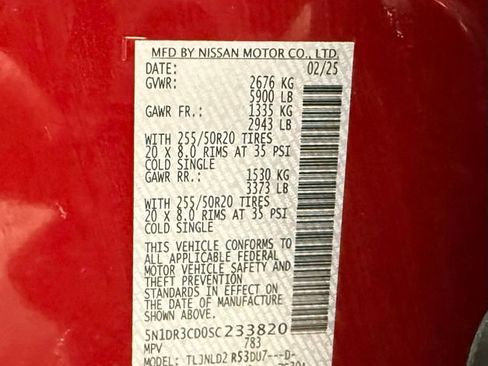 MFD BY NISSAN MOTOR CO., LTD.
DATE: 02/25
GVWR: 2676 KG
5900 LB
GAWR FR.: 1335 KG
2943 LB
WITH 255/50R20 TIRES
20 X 8.0 RIMS AT 35 PSI
COLD SINGLE
GAWR RR.: 1530 KG
3373 LB
WITH 255/50R20 TIRES
20 X 8.0 RIMS AT 35 PSI
COLD SINGLE
THIS VEHICLE CONFORMS TO
ALL APPLICABLE FEDERAL
MOTOR VEHICLE SAFETY AND
THEFT PREVENTION
STANDARDS IN EFFECT ON
THE DATE OF MANUFACTURE
SHOWN ABOVE.
5N1DR3CD0SC233820
783
MPV
R53DU7---D-